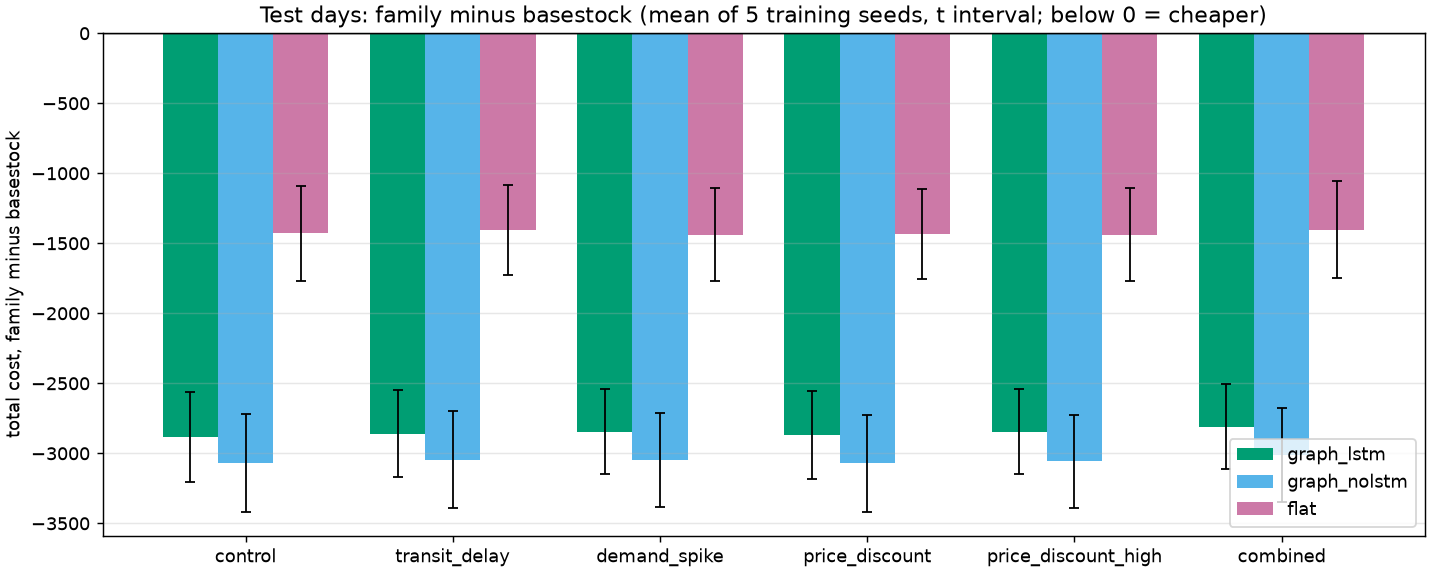 Test days: family minus basestock (mean of 5 training seeds, t interval; below 0 = cheaper)
total cost, family minus basestock
0
−500
−1000
−1500
−2000
−2500
−3000
−3500
control
transit_delay
demand_spike
price_discount
price_discount_high
combined
graph_lstm
graph_nolstm
flat